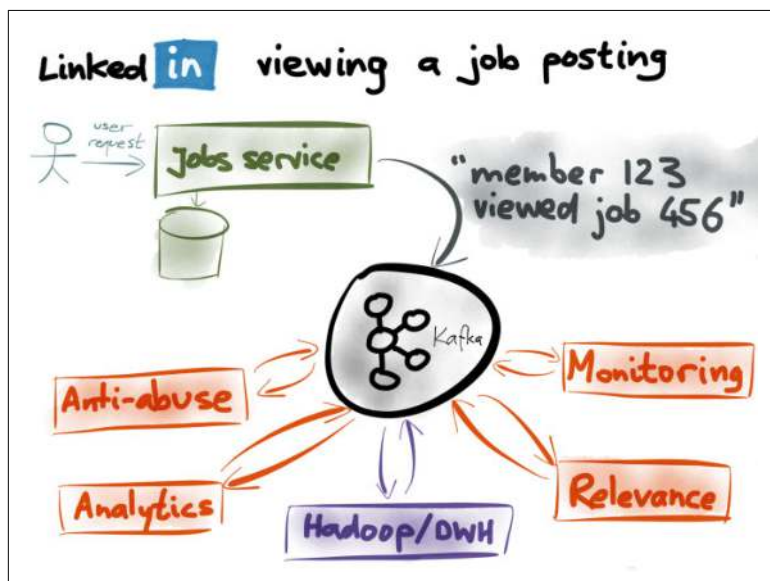 Linked in viewing a job posting
user
request
Jobs service
"member 123
viewed job 456"
Kafka
Anti-abuse
Monitoring
Analytics
Relevance
Hadoop/DWH